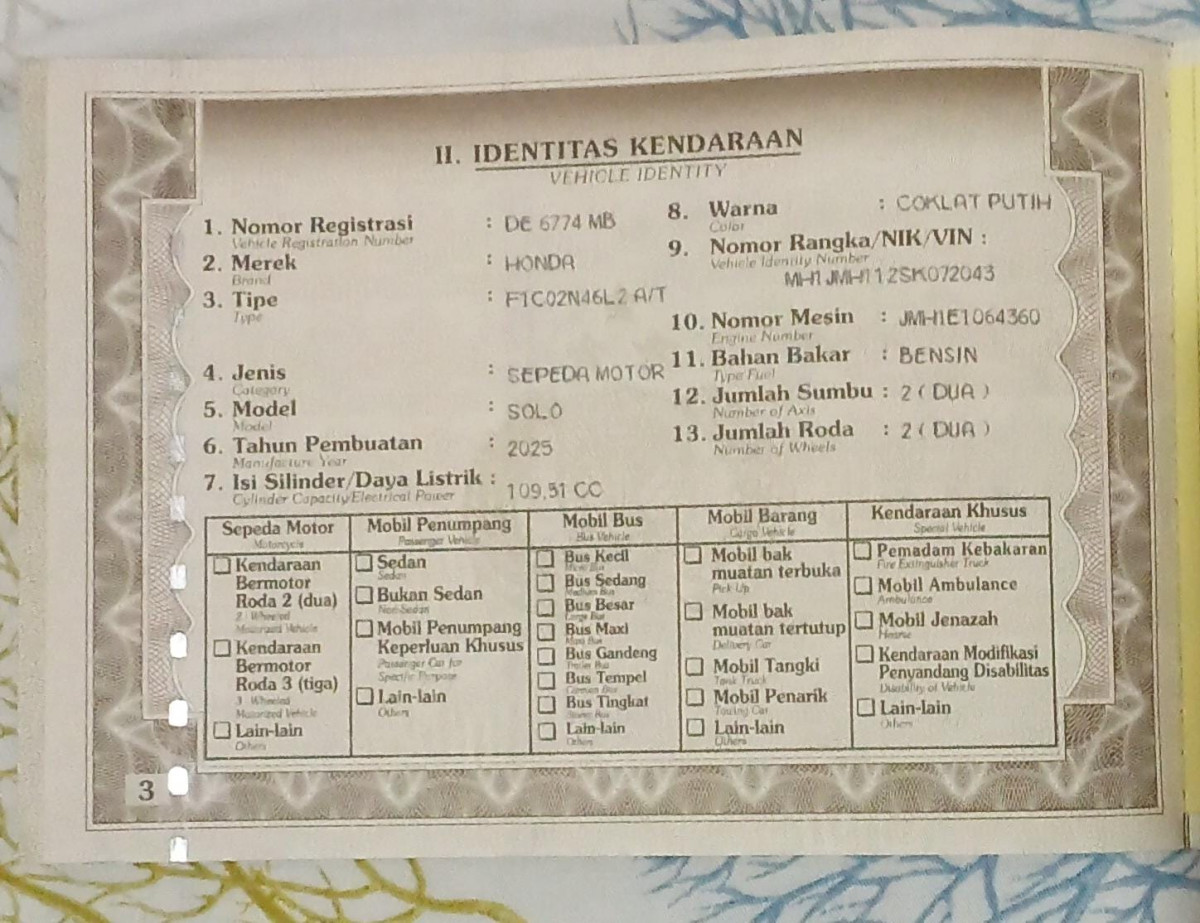 II. IDENTITAS KENDARAAN
VEHICLE IDENTITY
1. Nomor Registrasi : DE 6774 MB
Vehicle Registration Number
2. Merek : HONDA
Brand
3. Tipe : F1C02N46L2 A/T
Type
4. Jenis : SEPEDA MOTOR
Category
5. Model : SOLO
Model
6. Tahun Pembuatan : 2025
Manufacture Year
7. Isi Silinder/Daya Listrik : 109,51 CC
Cylinder Capacity/Electrical Power
8. Warna : COKLAT PUTIH
Color
9. Nomor Rangka/NIK/VIN :
Vehicle Identity Number
MH1JMH112SK072043
10. Nomor Mesin : JMH1E1064360
Engine Number
11. Bahan Bakar : BENSIN
Type Fuel
12. Jumlah Sumbu : 2 ( DUA )
Number of Axis
13. Jumlah Roda : 2 ( DUA )
Number of Wheels
Sepeda Motor
Motorcycle
Kendaraan
Bermotor
Roda 2 (dua)
2 Wheeled
Motorized Vehicle
Kendaraan
Bermotor
Roda 3 (tiga)
3 Wheeled
Motorized Vehicle
Lain-lain
Others
Mobil Penumpang
Passenger Vehicle
Sedan
Sedan
Bukan Sedan
Non-Sedan
Mobil Penumpang
Keperluan Khusus
Passenger Car for
Specific Purpose
Lain-lain
Others
Mobil Bus
Bus Vehicle
Bus Kecil
Bus Sedang
Medium Bus
Bus Besar
Large Bus
Bus Maxi
Maxi Bus
Bus Gandeng
Bus Tempel
Bus Tingkat
Lain-lain
Others
Mobil Barang
Cargo Vehicle
Mobil bak
muatan terbuka
Pick Up
Mobil bak
muatan tertutup
Delivery Car
Mobil Tangki
Tank Truck
Mobil Penarik
Towing Car
Lain-lain
Others
Kendaraan Khusus
Special Vehicle
Pemadam Kebakaran
Fire Extinguisher Truck
Mobil Ambulance
Ambulance
Mobil Jenazah
Hearse
Kendaraan Modifikasi
Penyandang Disabilitas
Disability of Vehicle
Lain-lain
Others
3